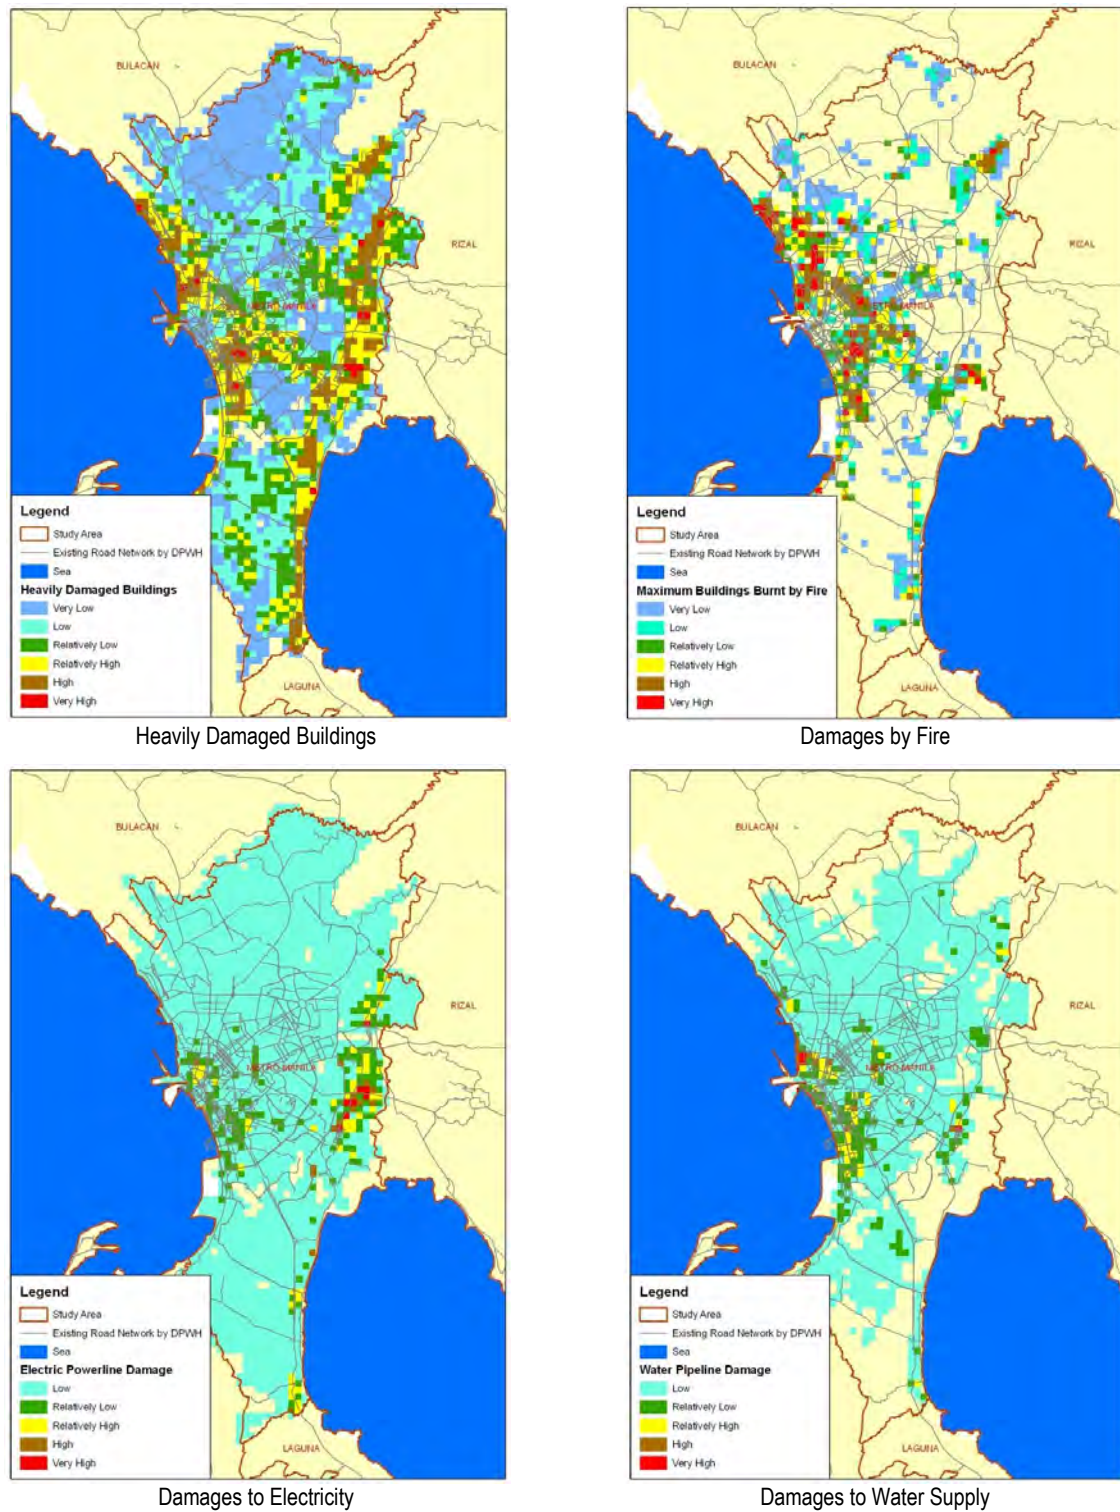 BULACAN
RIZAL
METRO MANILA
LAGUNA
Legend
Study Area
Existing Road Network by DPWH
Sea
Heavily Damaged Buildings
Very Low
Low
Relatively Low
Relatively High
High
Very High
Heavily Damaged Buildings
BULACAN
RIZAL
METRO MANILA
LAGUNA
Legend
Study Area
Existing Road Network by DPWH
Sea
Maximum Buildings Burnt by Fire
Very Low
Low
Relatively Low
Relatively High
High
Very High
Damages by Fire
BULACAN
RIZAL
METRO MANILA
LAGUNA
Legend
Study Area
Existing Road Network by DPWH
Sea
Electric Powerline Damage
Low
Relatively Low
Relatively High
High
Very High
Damages to Electricity
BULACAN
RIZAL
METRO MANILA
LAGUNA
Legend
Study Area
Existing Road Network by DPWH
Sea
Water Pipeline Damage
Low
Relatively Low
Relatively High
High
Very High
Damages to Water Supply